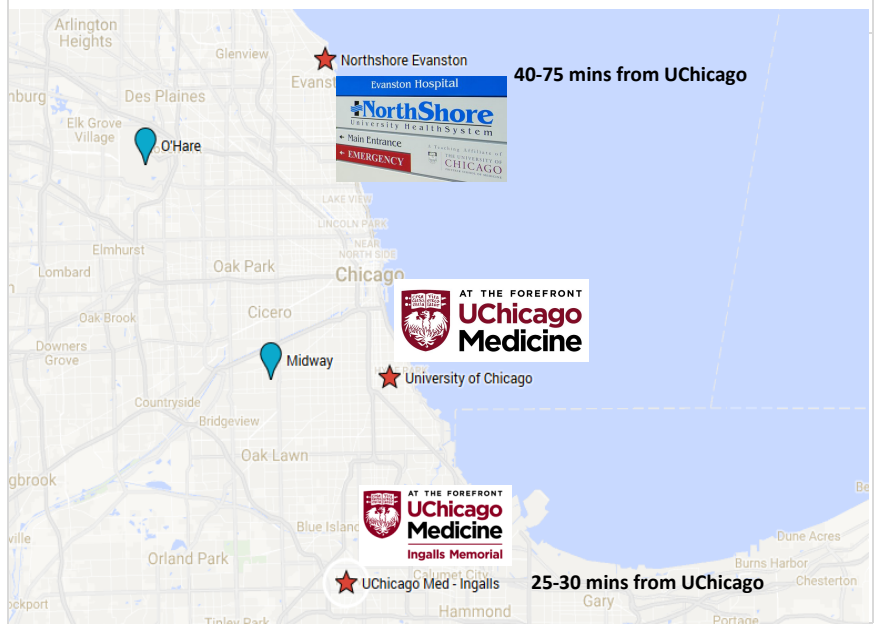 Arlington
Heights
Glenview
Northshore Evanston
40-75 mins from UChicago
Evanst
nburg
Des Plaines
Evanston Hospital
NorthShore
University HealthSystem
Main Entrance
EMERGENCY
A Teaching Affiliate of
THE UNIVERSITY OF
CHICAGO
Elk Grove
Village
O'Hare
LAKE VIEW
LINCOLN PARK
NEAR
NORTH SIDE
Elmhurst
Lombard
Oak Park
Chicago
AT THE FOREFRONT
UChicago
Medicine
Oak Brook
Cicero
Downers
Grove
Midway
University of Chicago
Countryside
Bridgeview
Oak Lawn
gbrook
Be
AT THE FOREFRONT
UChicago
Medicine
Ingalls Memorial
ville
Blue Island
Orland Park
Dune Acres
Burns Harbor
Calumet City
UChicago Med - Ingalls
25-30 mins from UChicago
Chesterton
Gary
ockport
Hammond
Tinley Park
Portage